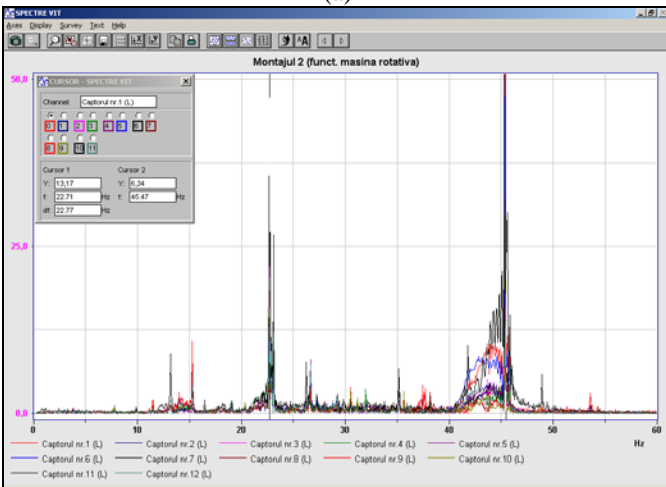 SPECTRE VIT
Axes Display Survey Text Help
Montajul 2 (funct. masina rotativa)
CURSOR - SPECTRE VIT
Channel: Captorul nr.1 (L)
0 1 2 3 4 5 6 7
8 9 10 11
Cursor 1 Cursor 2
Y: 13,17 Y: 6,34
f: 22.71 Hz f: 45.47 Hz
df: 22.77 Hz
50,0
25,0
0,0
0 10 20 30 40 50 60
Hz
Captorul nr.1 (L) Captorul nr.2 (L) Captorul nr.3 (L) Captorul nr.4 (L) Captorul nr.5 (L)
Captorul nr.6 (L) Captorul nr.7 (L) Captorul nr.8 (L) Captorul nr.9 (L) Captorul nr.10 (L)
Captorul nr.11 (L) Captorul nr.12 (L)